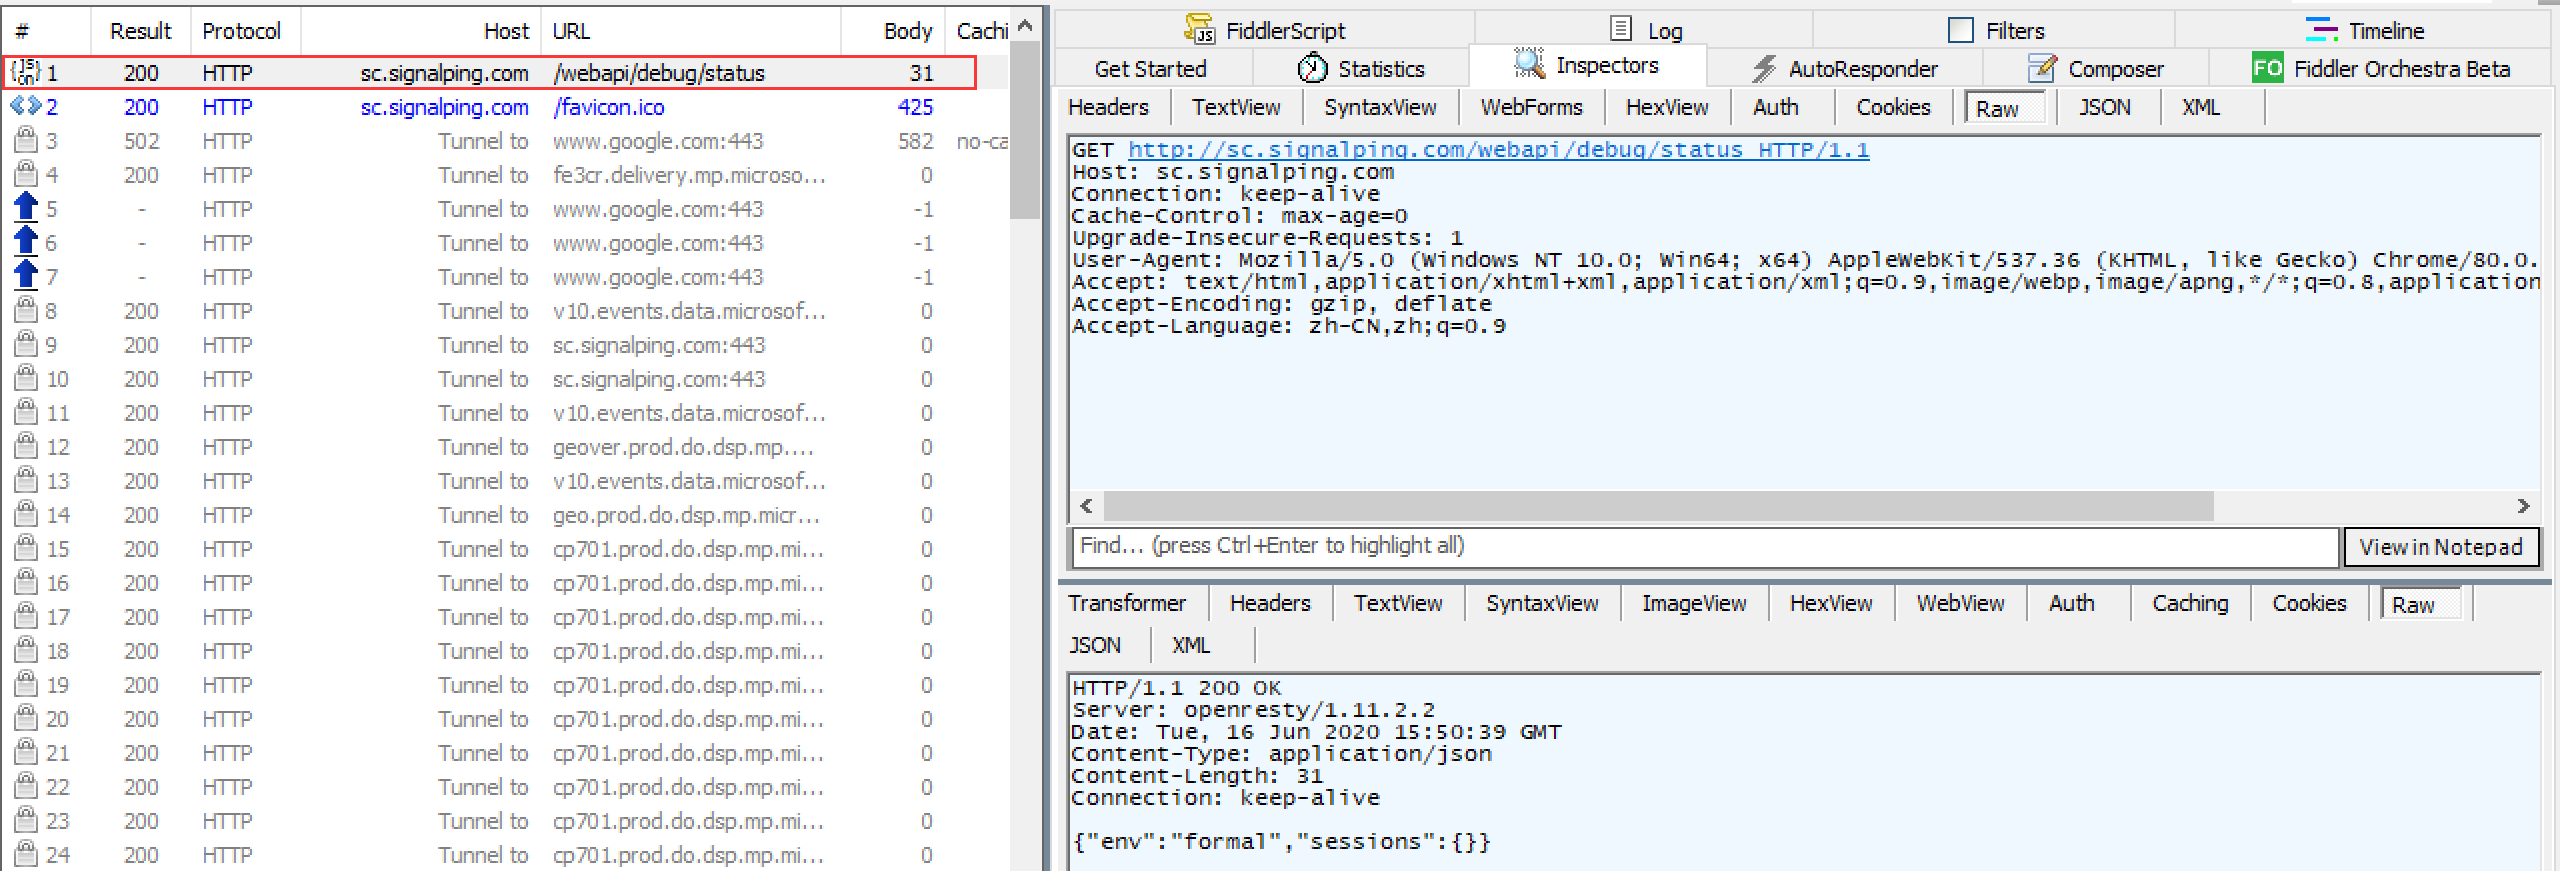 # Result Protocol Host URL Body Cachi
1 200 HTTP sc.signalping.com /webapi/debug/status 31
2 200 HTTP sc.signalping.com /favicon.ico 425
3 502 HTTP Tunnel to www.google.com:443 582 no-ca
4 200 HTTP Tunnel to fe3cr.delivery.mp.microso... 0
5 - HTTP Tunnel to www.google.com:443 -1
6 - HTTP Tunnel to www.google.com:443 -1
7 - HTTP Tunnel to www.google.com:443 -1
8 200 HTTP Tunnel to v10.events.data.microsof... 0
9 200 HTTP Tunnel to sc.signalping.com:443 0
10 200 HTTP Tunnel to sc.signalping.com:443 0
11 200 HTTP Tunnel to v10.events.data.microsof... 0
12 200 HTTP Tunnel to geover.prod.do.dsp.mp.... 0
13 200 HTTP Tunnel to v10.events.data.microsof... 0
14 200 HTTP Tunnel to geo.prod.do.dsp.mp.micr... 0
15 200 HTTP Tunnel to cp701.prod.do.dsp.mp.mi... 0
16 200 HTTP Tunnel to cp701.prod.do.dsp.mp.mi... 0
17 200 HTTP Tunnel to cp701.prod.do.dsp.mp.mi... 0
18 200 HTTP Tunnel to cp701.prod.do.dsp.mp.mi... 0
19 200 HTTP Tunnel to cp701.prod.do.dsp.mp.mi... 0
20 200 HTTP Tunnel to cp701.prod.do.dsp.mp.mi... 0
21 200 HTTP Tunnel to cp701.prod.do.dsp.mp.mi... 0
22 200 HTTP Tunnel to cp701.prod.do.dsp.mp.mi... 0
23 200 HTTP Tunnel to cp701.prod.do.dsp.mp.mi... 0
24 200 HTTP Tunnel to cp701.prod.do.dsp.mp.mi... 0
FiddlerScript Log Filters Timeline
Get Started Statistics Inspectors AutoResponder Composer FO Fiddler Orchestra Beta
Headers TextView SyntaxView WebForms HexView Auth Cookies Raw JSON XML
GET http://sc.signalping.com/webapi/debug/status HTTP/1.1
Host: sc.signalping.com
Connection: keep-alive
Cache-Control: max-age=0
Upgrade-Insecure-Requests: 1
User-Agent: Mozilla/5.0 (Windows NT 10.0; Win64; x64) AppleWebKit/537.36 (KHTML, like Gecko) Chrome/80.0.
Accept: text/html,application/xhtml+xml,application/xml;q=0.9,image/webp,image/apng,*/*;q=0.8,application
Accept-Encoding: gzip, deflate
Accept-Language: zh-CN,zh;q=0.9
Find... (press Ctrl+Enter to highlight all) View in Notepad
Transformer Headers TextView SyntaxView ImageView HexView WebView Auth Caching Cookies Raw
JSON XML
HTTP/1.1 200 OK
Server: openresty/1.11.2.2
Date: Tue, 16 Jun 2020 15:50:39 GMT
Content-Type: application/json
Content-Length: 31
Connection: keep-alive
{"env":"formal","sessions":{}}